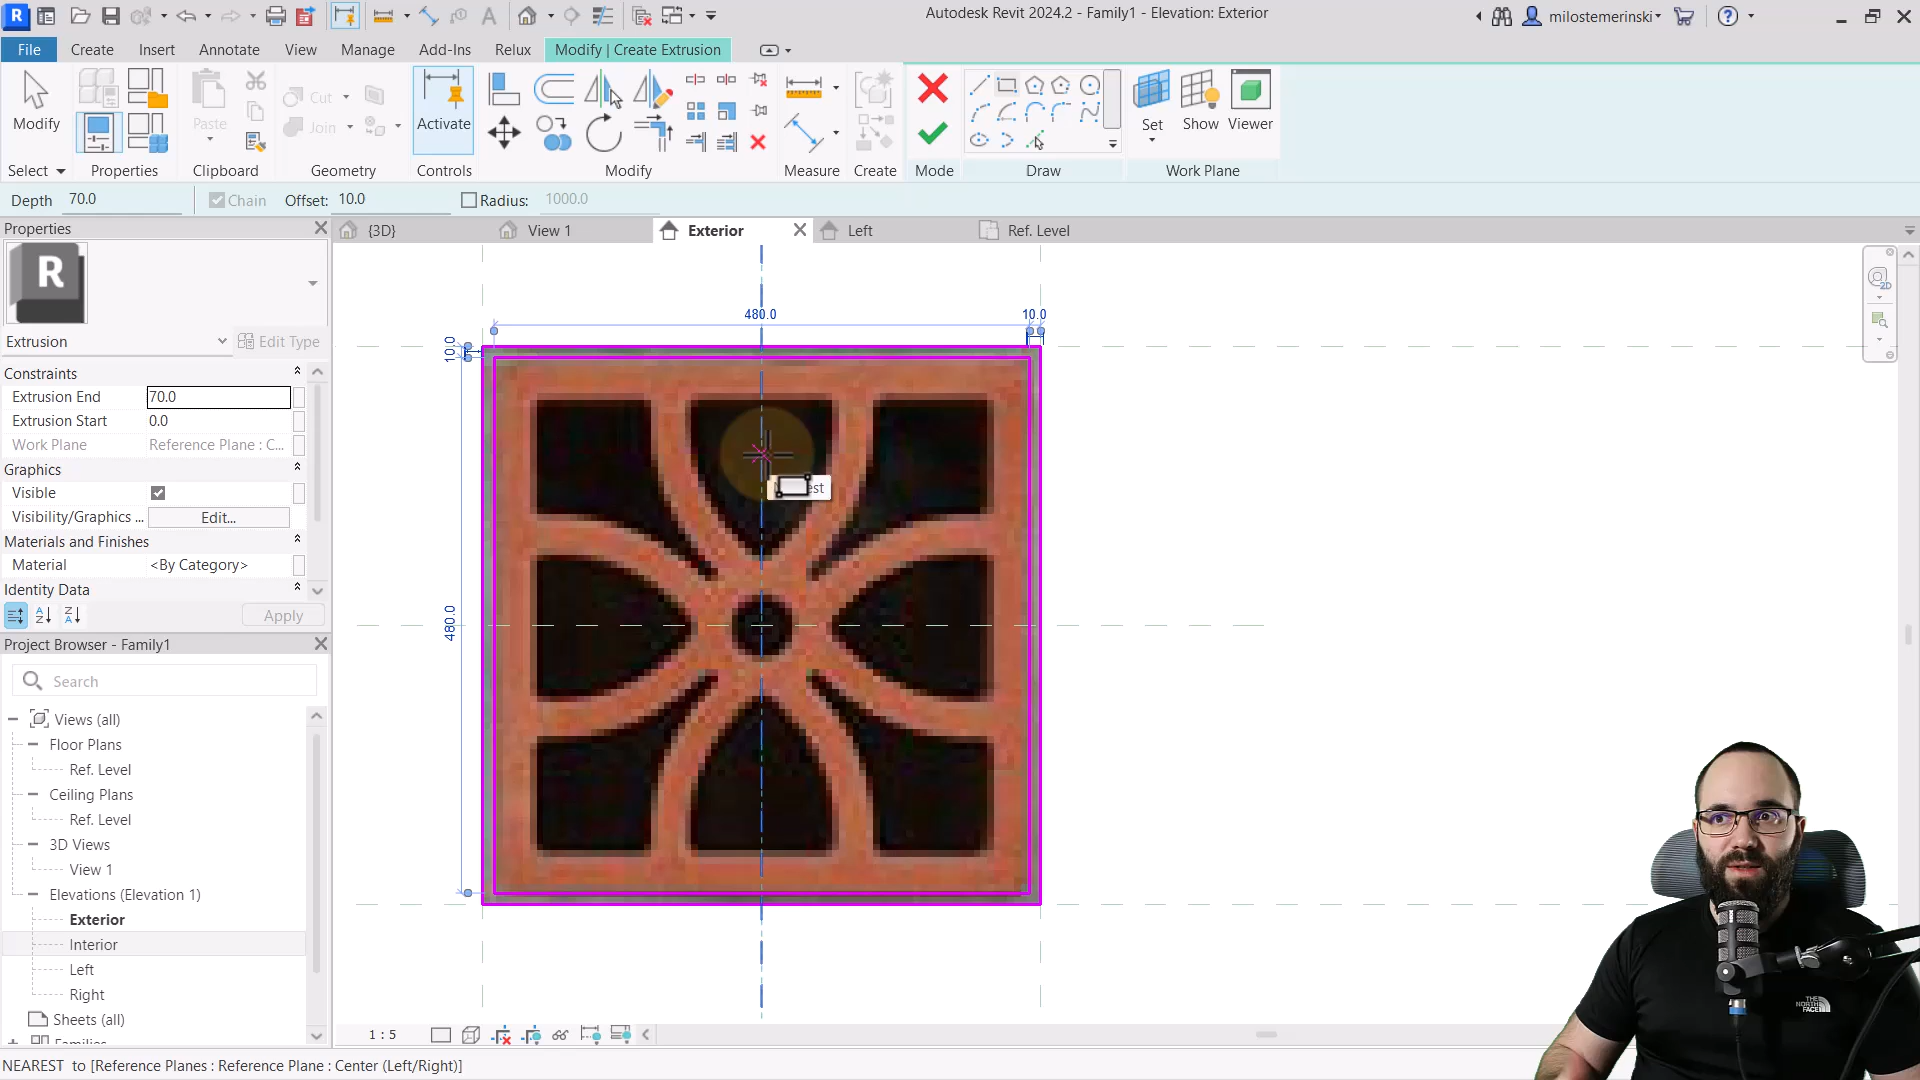 Autodesk Revit 2024.2 - Family1 - Elevation: Exterior
milostemerinski
File Create Insert Annotate View Manage Add-Ins Relux Modify | Create Extrusion
Modify
Paste
Cut
Join
Activate
Set
Show
Viewer
Select Properties Clipboard Geometry Controls Modify Measure Create Mode Draw Work Plane
Depth 70.0 Chain Offset: 10.0 Radius: 1000.0
Properties
{3D}
View 1
Exterior
Left
Ref. Level
R
Extrusion
Edit Type
Constraints
Extrusion End 70.0
Extrusion Start 0.0
Work Plane Reference Plane : C...
Graphics
Visible
Visibility/Graphics ... Edit...
Materials and Finishes
Material <By Category>
Identity Data
Apply
Project Browser - Family1
Search
Views (all)
Floor Plans
Ref. Level
Ceiling Plans
Ref. Level
3D Views
View 1
Elevations (Elevation 1)
Exterior
Interior
Left
Right
Sheets (all)
Families
480.0
10.0
10.0
480.0
2D
1 : 5
NEAREST to [Reference Planes : Reference Plane : Center (Left/Right)]
THE NORTH FACE